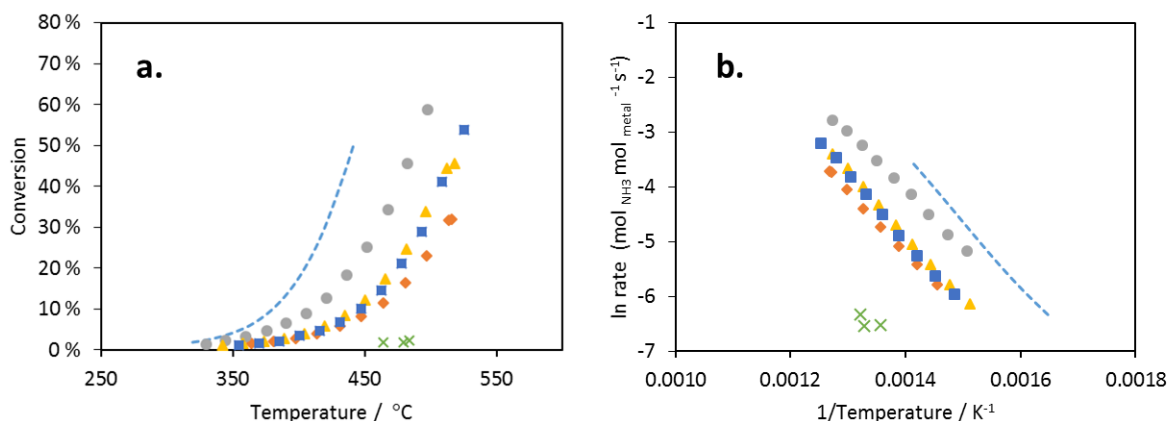 a.
80 %
70 %
60 %
50 %
40 %
30 %
20 %
10 %
0 %
Conversion
250 350 450 550
Temperature / °C
b.
-1
-2
-3
-4
-5
-6
-7
ln rate (mol NH3 mol metal -1 s-1)
0.0010 0.0012 0.0014 0.0016 0.0018
1/Temperature / K-1